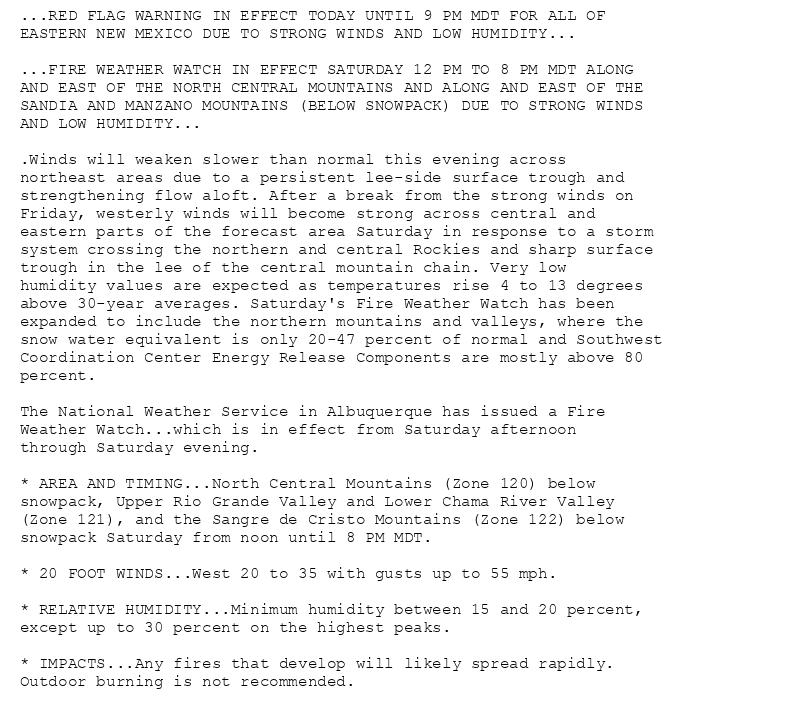 ...RED FLAG WARNING IN EFFECT TODAY UNTIL 9 PM MDT FOR ALL OF
EASTERN NEW MEXICO DUE TO STRONG WINDS AND LOW HUMIDITY...
...FIRE WEATHER WATCH IN EFFECT SATURDAY 12 PM TO 8 PM MDT ALONG
AND EAST OF THE NORTH CENTRAL MOUNTAINS AND ALONG AND EAST OF THE
SANDIA AND MANZANO MOUNTAINS (BELOW SNOWPACK) DUE TO STRONG WINDS
AND LOW HUMIDITY...
.Winds will weaken slower than normal this evening across
northeast areas due to a persistent lee-side surface trough and
strengthening flow aloft. After a break from the strong winds on
Friday, westerly winds will become strong across central and
eastern parts of the forecast area Saturday in response to a storm
system crossing the northern and central Rockies and sharp surface
trough in the lee of the central mountain chain. Very low
humidity values are expected as temperatures rise 4 to 13 degrees
above 30-year averages. Saturday's Fire Weather Watch has been
expanded to include the northern mountains and valleys, where the
snow water equivalent is only 20-47 percent of normal and Southwest
Coordination Center Energy Release Components are mostly above 80
percent.
The National Weather Service in Albuquerque has issued a Fire
Weather Watch...which is in effect from Saturday afternoon
through Saturday evening.
* AREA AND TIMING...North Central Mountains (Zone 120) below
snowpack, Upper Rio Grande Valley and Lower Chama River Valley
(Zone 121), and the Sangre de Cristo Mountains (Zone 122) below
snowpack Saturday from noon until 8 PM MDT.
* 20 FOOT WINDS...West 20 to 35 with gusts up to 55 mph.
* RELATIVE HUMIDITY...Minimum humidity between 15 and 20 percent,
except up to 30 percent on the highest peaks.
* IMPACTS...Any fires that develop will likely spread rapidly.
Outdoor burning is not recommended.